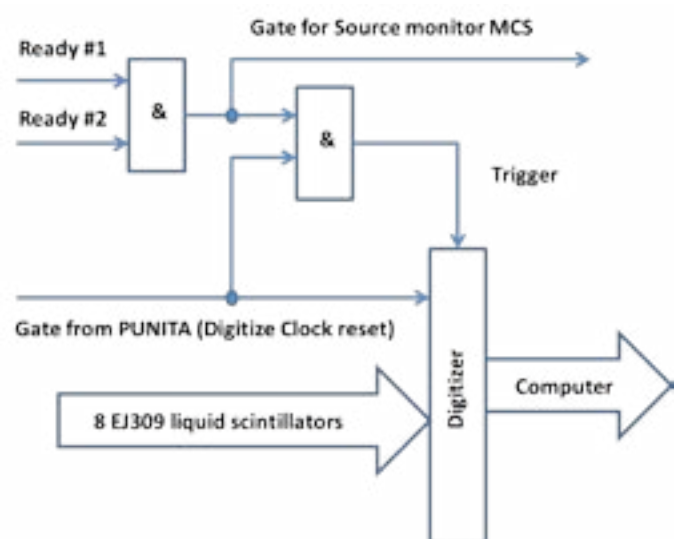 Gate for Source monitor MCS
Ready #1
Ready #2
&
&
Trigger
Gate from PUNITA (Digitize Clock reset)
Digitizer
Computer
8 EJ309 liquid scintillators